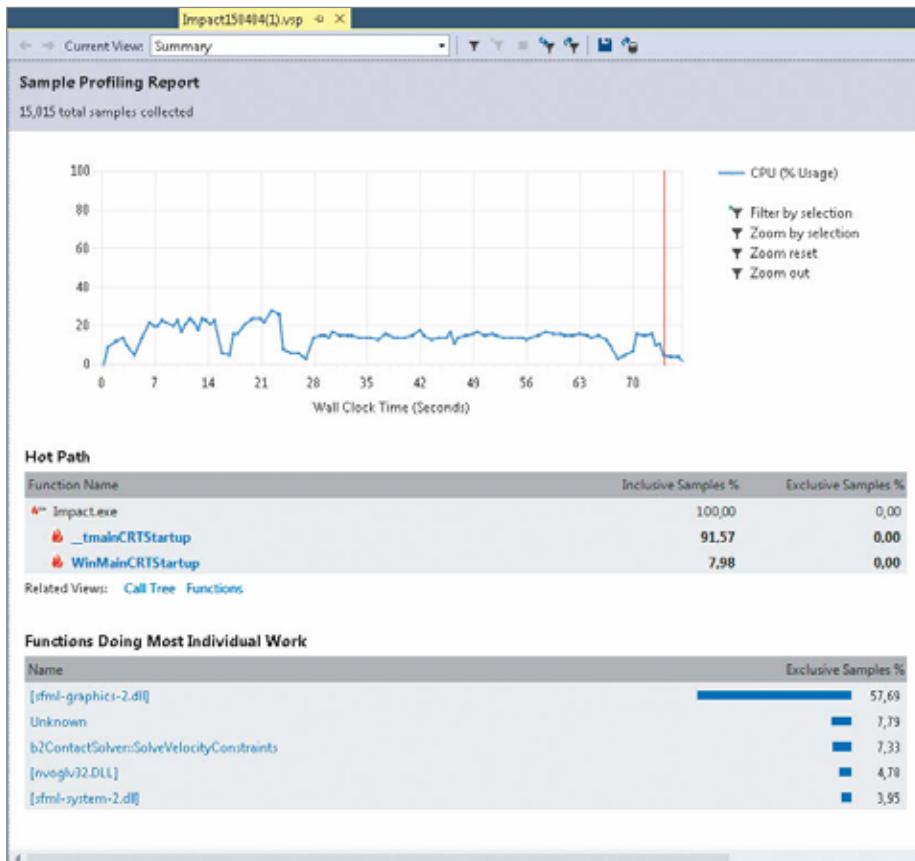 Impact150404(1).vsp
Current View: Summary
Sample Profiling Report
15,015 total samples collected
100
80
60
40
20
0
CPU (% Usage)
Filter by selection
Zoom by selection
Zoom reset
Zoom out
0 7 14 21 28 35 42 49 56 63 70
Wall Clock Time (Seconds)
Hot Path
Function Name Inclusive Samples % Exclusive Samples %
Impact.exe 100,00 0,00
__tmainCRTStartup 91,57 0,00
WinMainCRTStartup 7,98 0,00
Related Views: Call Tree Functions
Functions Doing Most Individual Work
Name Exclusive Samples %
[sfml-graphics-2.dll] 57,69
Unknown 7,79
b2ContactSolver::SolveVelocityConstraints 7,33
[nvoglv32.DLL] 4,78
[sfml-system-2.dll] 3,95